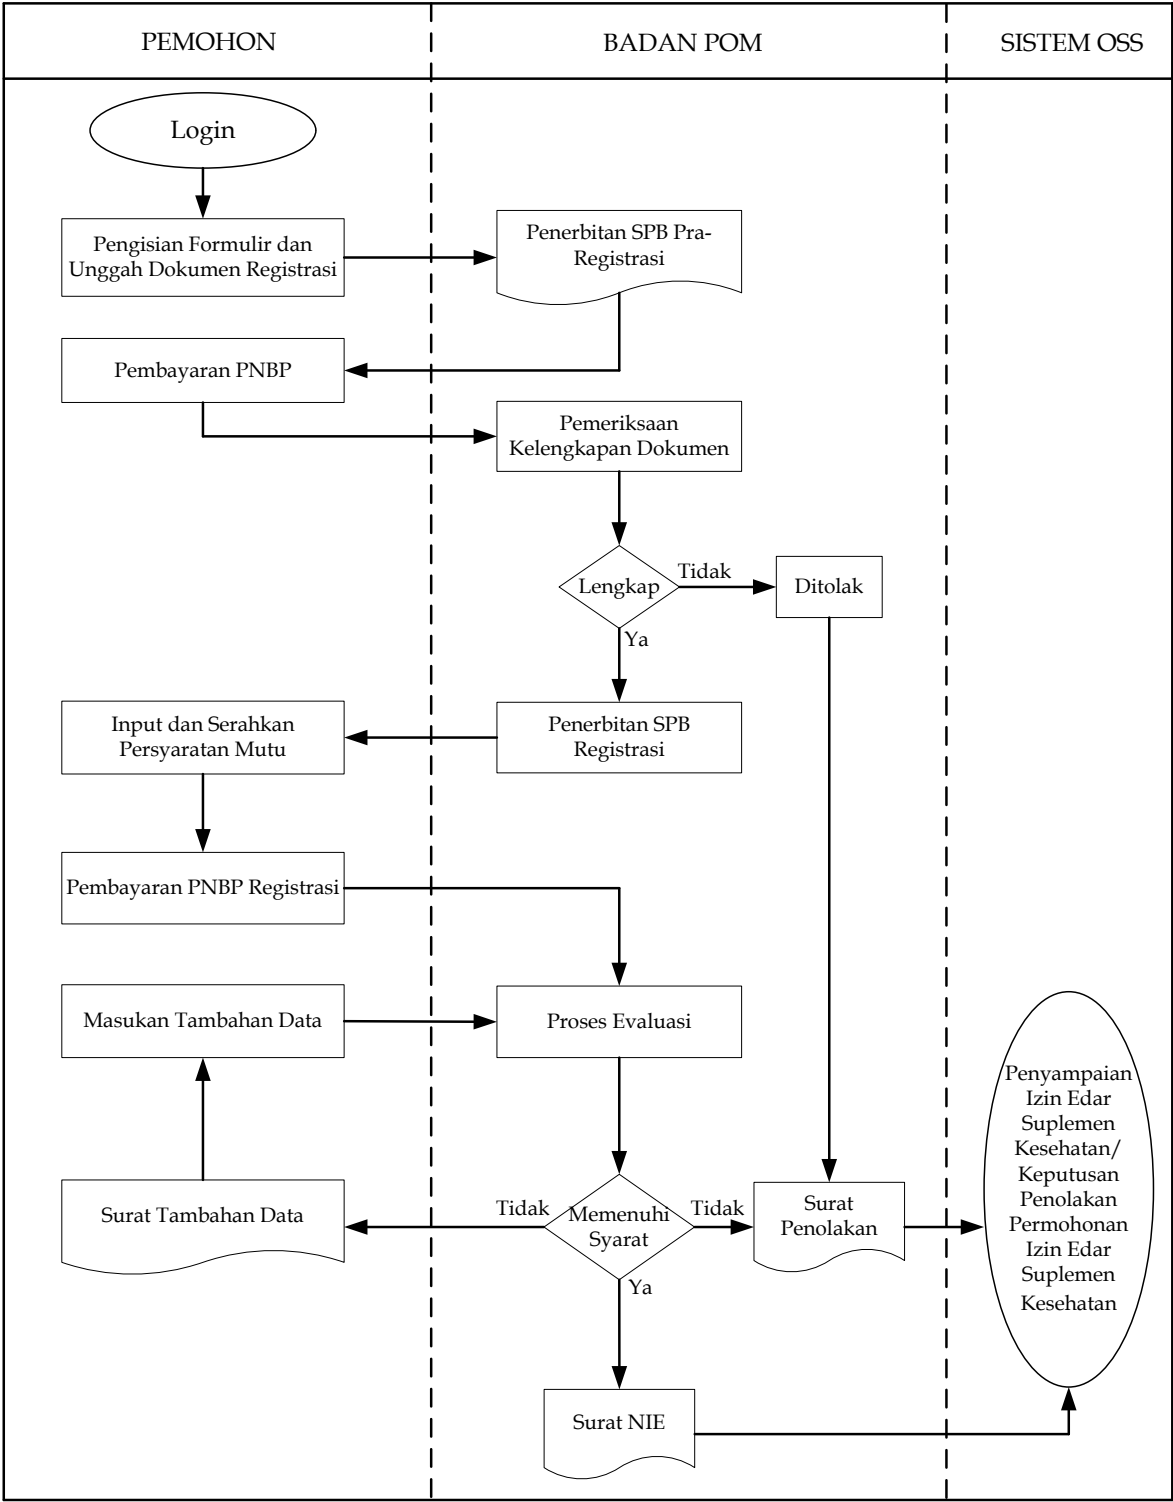 PEMOHON
BADAN POM
SISTEM OSS
Login
Pengisian Formulir dan
Unggah Dokumen Registrasi
Penerbitan SPB Pra-
Registrasi
Pembayaran PNBP
Pemeriksaan
Kelengkapan Dokumen
Lengkap
Tidak
Ditolak
Ya
Input dan Serahkan
Persyaratan Mutu
Penerbitan SPB
Registrasi
Pembayaran PNBP Registrasi
Masukan Tambahan Data
Proses Evaluasi
Surat Tambahan Data
Tidak
Memenuhi
Syarat
Tidak
Surat
Penolakan
Penyampaian
Izin Edar
Suplemen
Kesehatan/
Keputusan
Penolakan
Permohonan
Izin Edar
Suplemen
Kesehatan
Ya
Surat NIE